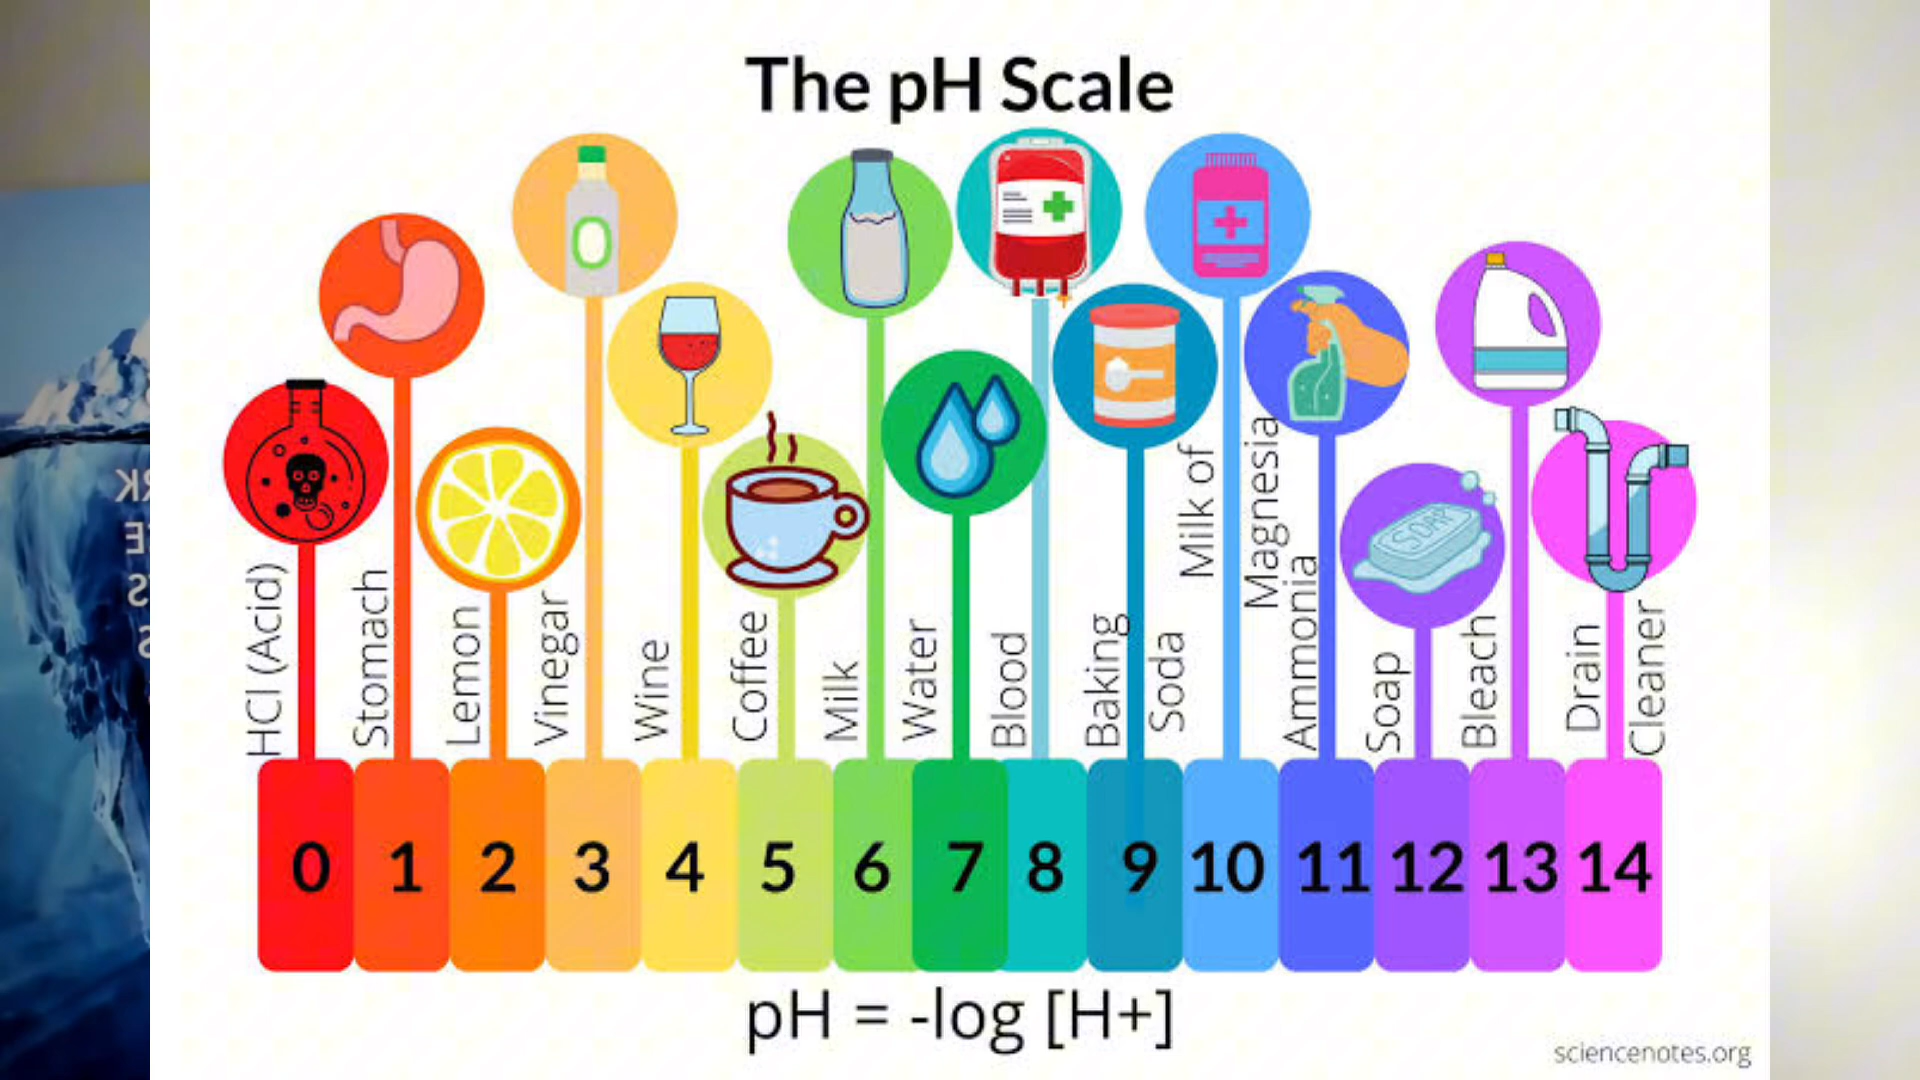 The pH Scale
HCl (Acid)
Stomach
Lemon
Vinegar
Wine
Coffee
Milk
Water
Blood
Baking
Soda
Milk of
Magnesia
Ammonia
Soap
SOAP
Bleach
Drain
Cleaner
0 1 2 3 4 5 6 7 8 9 10 11 12 13 14
pH = -log [H+]
sciencenotes.org